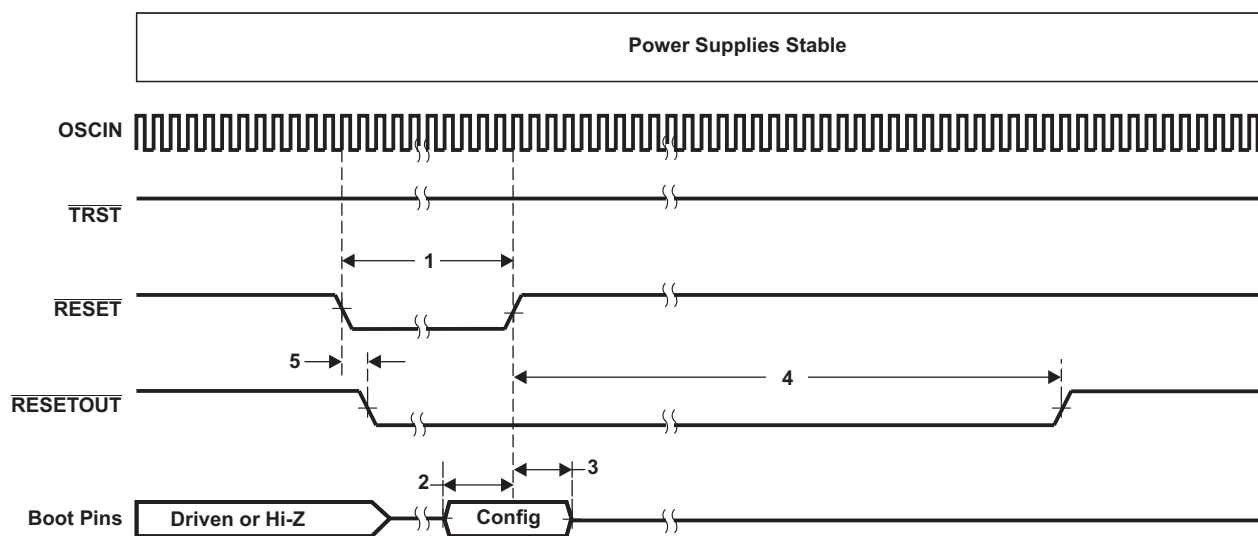 Power Supplies Stable
OSCIN
TRST
1
RESET
5
4
RESETOUT
2
3
Boot Pins
Driven or Hi-Z
Config